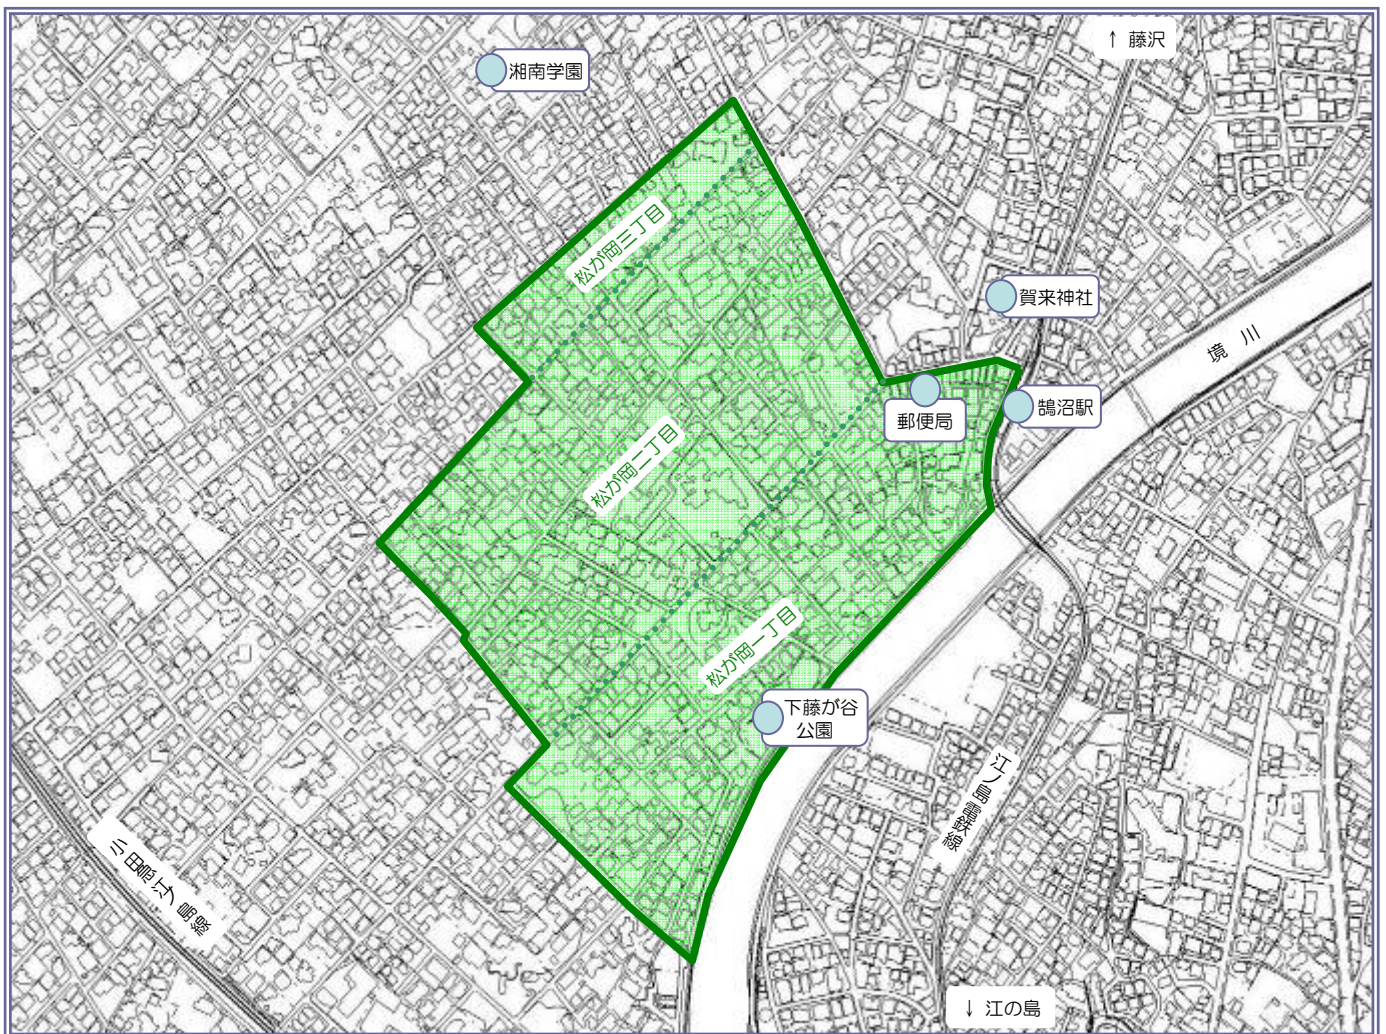 ↑ 藤沢
湘南学園
松が岡三丁目
賀来神社
境 川
鵠沼駅
郵便局
松が岡二丁目
松が岡一丁目
下藤が谷
公園
江ノ島電鉄線
小田急江ノ島線
↓ 江の島